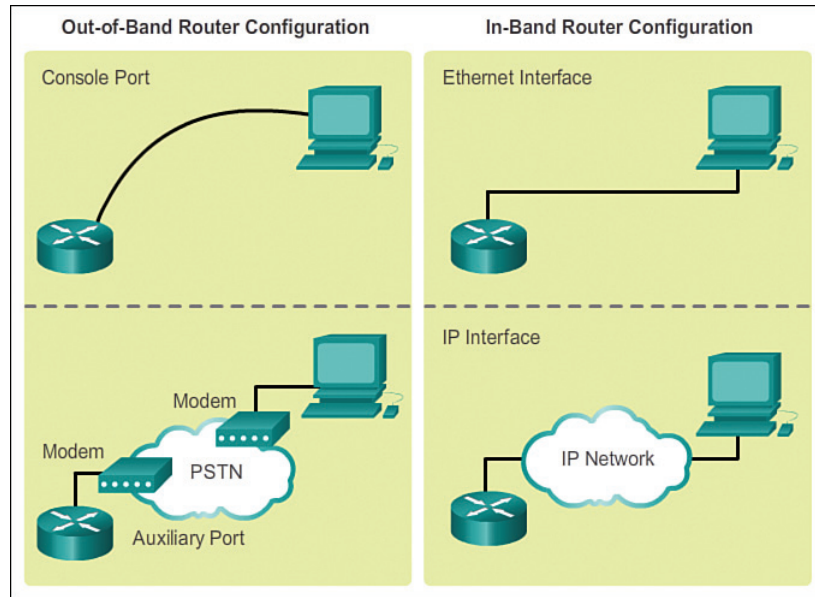 Out-of-Band Router Configuration
In-Band Router Configuration
Console Port
Ethernet Interface
Modem
Modem
PSTN
Auxiliary Port
IP Interface
IP Network